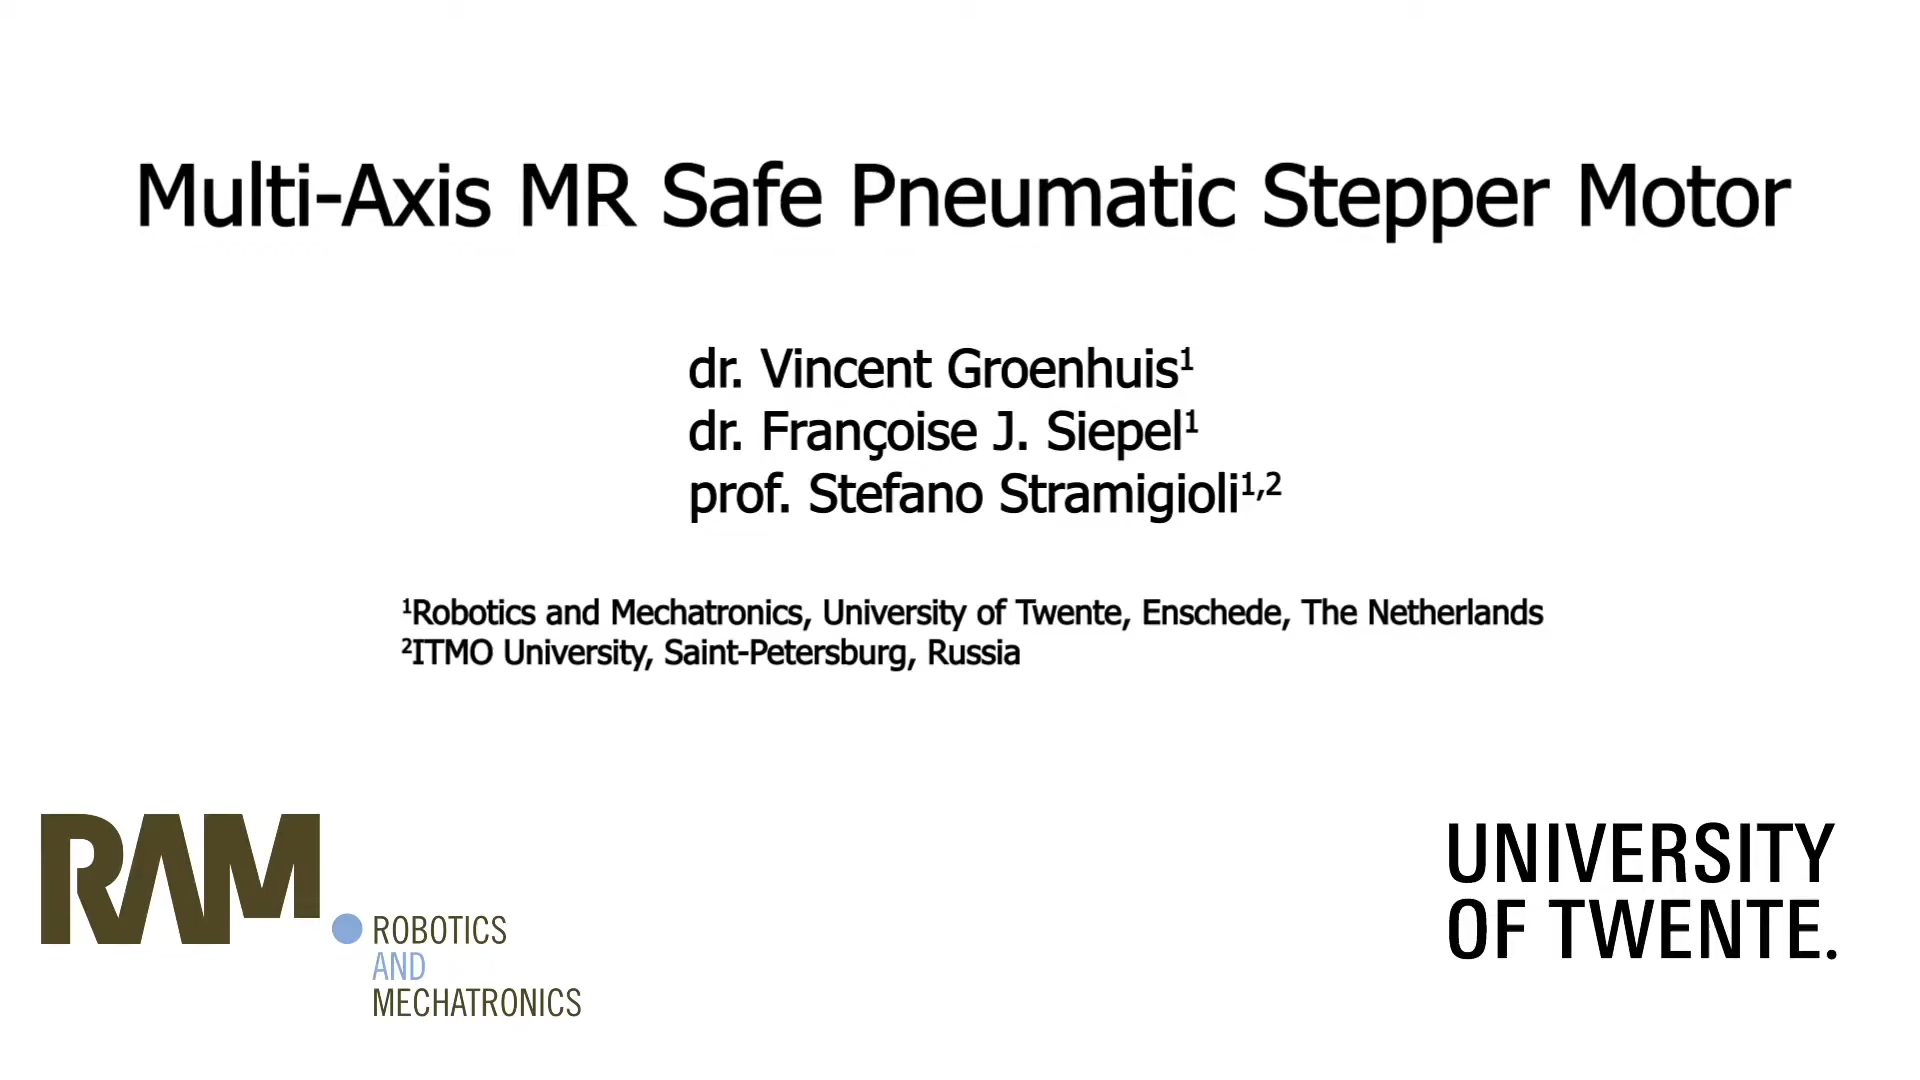 Multi-Axis MR Safe Pneumatic Stepper Motor
dr. Vincent Groenhuis¹
dr. Françoise J. Siepel¹
prof. Stefano Stramigioli¹,²
¹Robotics and Mechatronics, University of Twente, Enschede, The Netherlands
²ITMO University, Saint-Petersburg, Russia
RAM
ROBOTICS
AND
MECHATRONICS
UNIVERSITY
OF TWENTE.